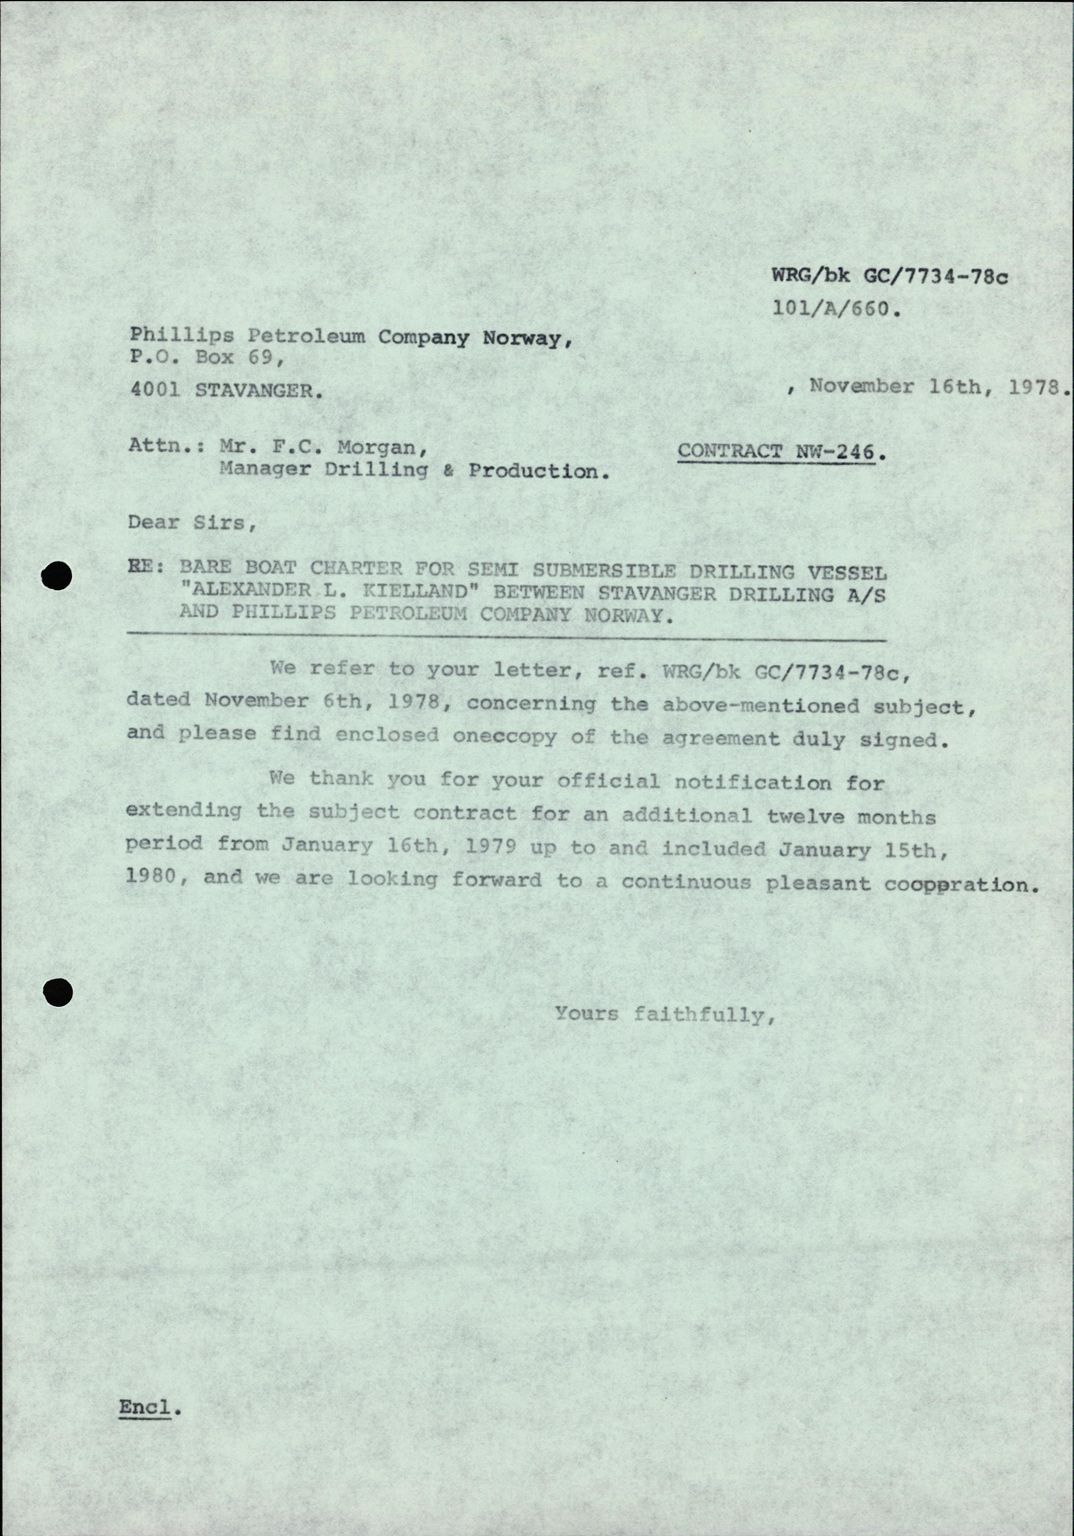 WRG/bk GC/7734-78c
101/A/660.
Phillips Petroleum Company Norway,
P.O. Box 69,
4001 STAVANGER.
, November 16th, 1978.
Attn.: Mr. F.C. Morgan,
CONTRACT NW-246.
Manager Drilling & Production.
Dear Sirs,
RE: BARE BOAT CHARTER FOR SEMI SUBMERSIBLE DRILLING VESSEL
"ALEXANDER L. KIELLAND" BETWEEN STAVANGER DRILLING A/S
AND PHILLIPS PETROLEUM COMPANY NORWAY.
We refer to your letter, ref. WRG/bk GC/7734-78c,
dated November 6th, 1978, concerning the above-mentioned subject,
and please find enclosed oneccopy of the agreement duly signed.
We thank you for your official notification for
extending the subject contract for an additional twelve months
period from January 16th, 1979 up to and included January 15th,
1980, and we are looking forward to a continuous pleasant cooppration.
Yours faithfully,
Encl.